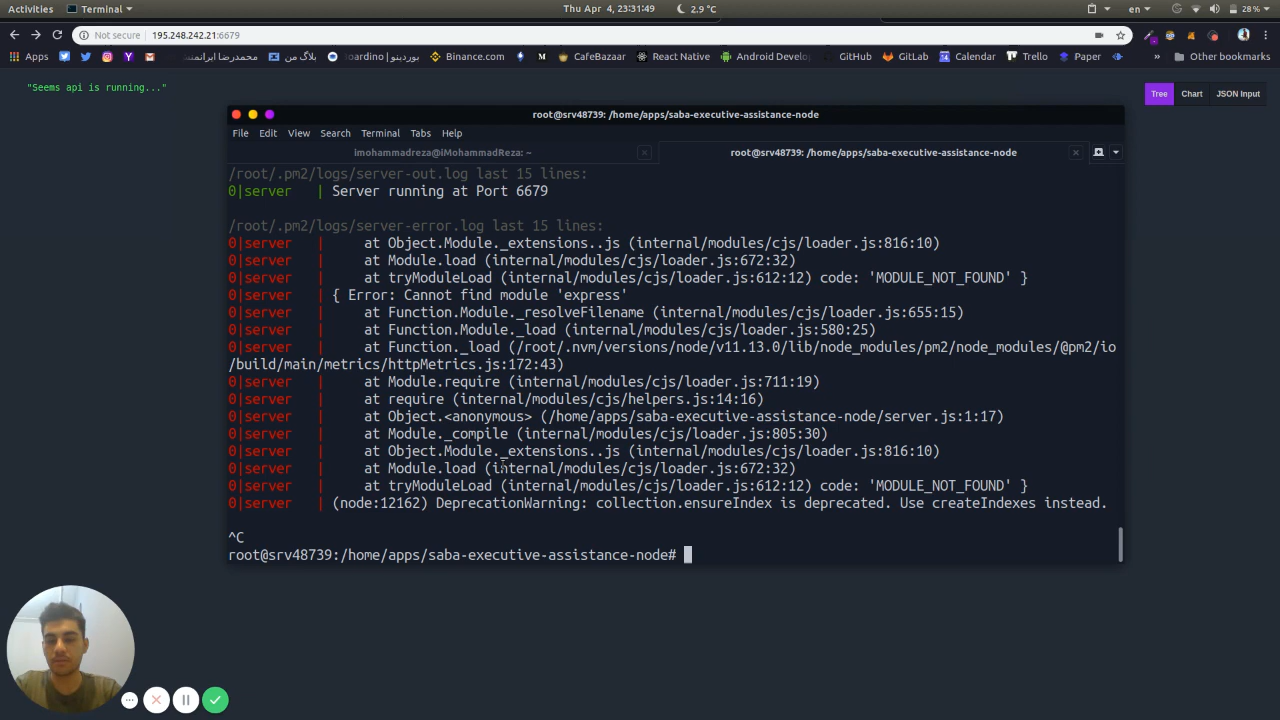 Activities Terminal Thu Apr 4, 23:31:49 2.9 °C en 28%
Not secure 195.248.242.21:6679
Apps محمدرضا ایرانمنش بلاگ من oardino | بوردینو Binance.com M CafeBazaar React Native Android Develo GitHub GitLab Calendar Trello Paper » Other bookmarks
"Seems api is running..."
Tree Chart JSON Input
root@srv48739: /home/apps/saba-executive-assistance-node
File Edit View Search Terminal Tabs Help
imohammadreza@iMohammadReza: ~ root@srv48739: /home/apps/saba-executive-assistance-node
/root/.pm2/logs/server-out.log last 15 lines:
0|server | Server running at Port 6679
/root/.pm2/logs/server-error.log last 15 lines:
0|server | at Object.Module._extensions..js (internal/modules/cjs/loader.js:816:10)
0|server | at Module.load (internal/modules/cjs/loader.js:672:32)
0|server | at tryModuleLoad (internal/modules/cjs/loader.js:612:12) code: 'MODULE_NOT_FOUND' }
0|server | { Error: Cannot find module 'express'
0|server | at Function.Module._resolveFilename (internal/modules/cjs/loader.js:655:15)
0|server | at Function.Module._load (internal/modules/cjs/loader.js:580:25)
0|server | at Function._load (/root/.nvm/versions/node/v11.13.0/lib/node_modules/pm2/node_modules/@pm2/io
/build/main/metrics/httpMetrics.js:172:43)
0|server | at Module.require (internal/modules/cjs/loader.js:711:19)
0|server | at require (internal/modules/cjs/helpers.js:14:16)
0|server | at Object.<anonymous> (/home/apps/saba-executive-assistance-node/server.js:1:17)
0|server | at Module._compile (internal/modules/cjs/loader.js:805:30)
0|server | at Object.Module._extensions..js (internal/modules/cjs/loader.js:816:10)
0|server | at Module.load (internal/modules/cjs/loader.js:672:32)
0|server | at tryModuleLoad (internal/modules/cjs/loader.js:612:12) code: 'MODULE_NOT_FOUND' }
0|server | (node:12162) DeprecationWarning: collection.ensureIndex is deprecated. Use createIndexes instead.
^C
root@srv48739:/home/apps/saba-executive-assistance-node#